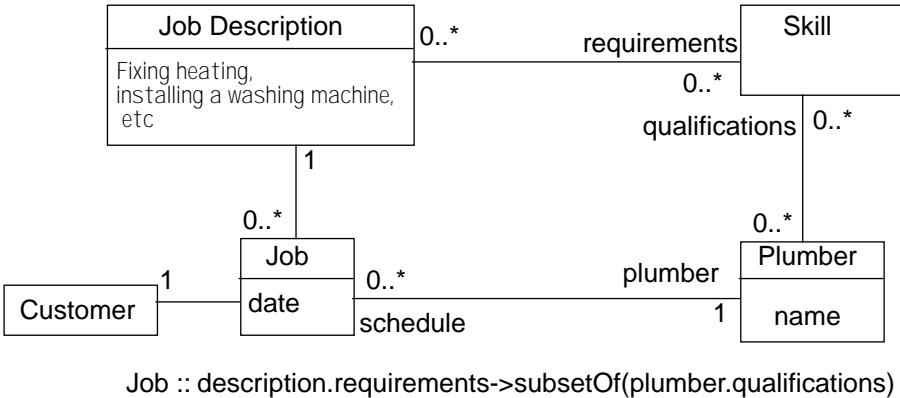 Job Description
Fixing heating,
installing a washing machine,
etc
0..*
requirements
0..*
Skill
qualifications
0..*
1
0..*
0..*
Job
date
Customer
1
0..*
schedule
plumber
1
Plumber
name
Job :: description.requirements->subsetOf(plumber.qualifications)